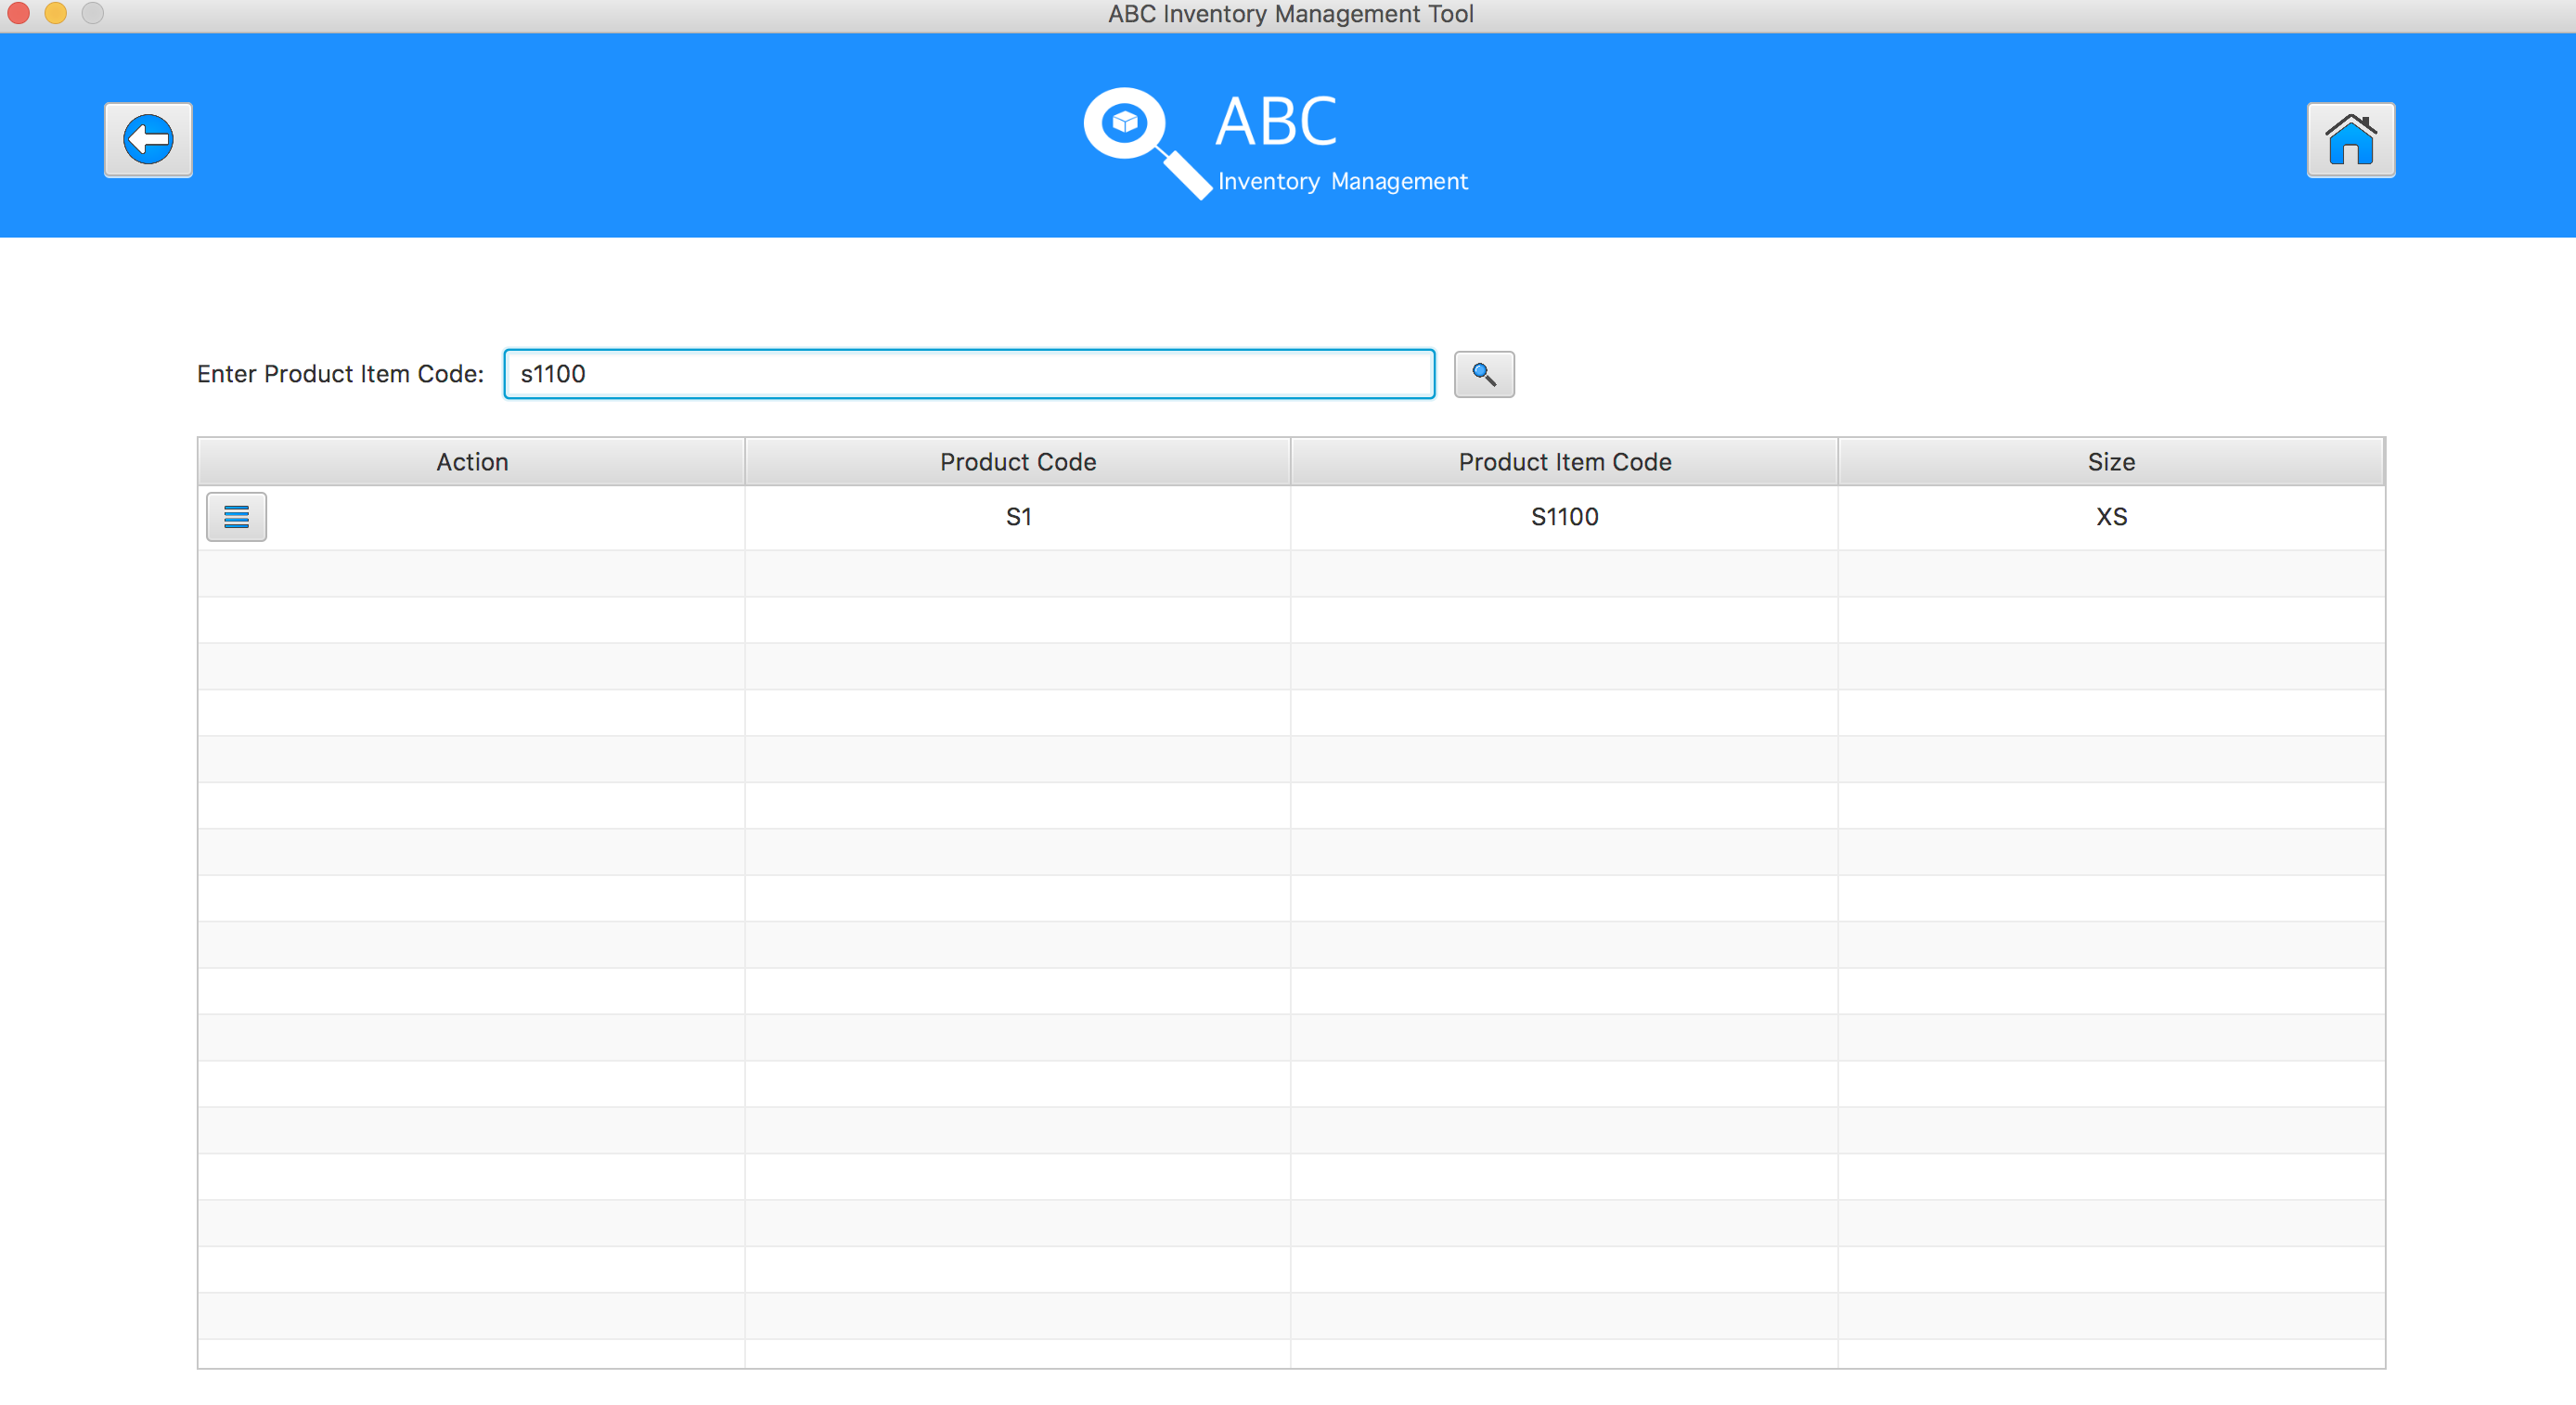 ABC Inventory Management Tool
ABC
Inventory Management
Enter Product Item Code: s1100
Action Product Code Product Item Code Size
S1 S1100 XS